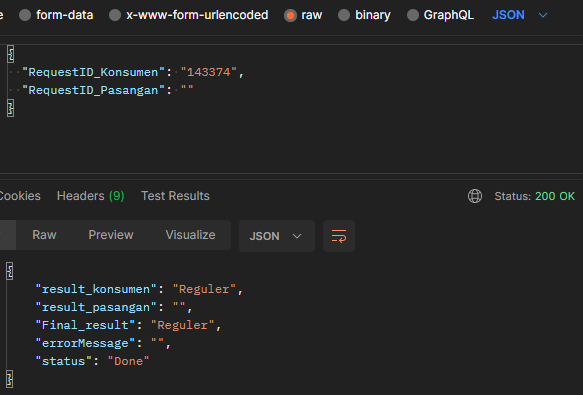 form-data x-www-form-urlencoded raw binary GraphQL JSON
{
"RequestID_Konsumen": "143374",
"RequestID_Pasangan": ""
}
Cookies Headers (9) Test Results Status: 200 OK
Raw Preview Visualize JSON
{
"result_konsumen": "Reguler",
"result_pasangan": "",
"Final_result": "Reguler",
"errorMessage": "",
"status": "Done"
}